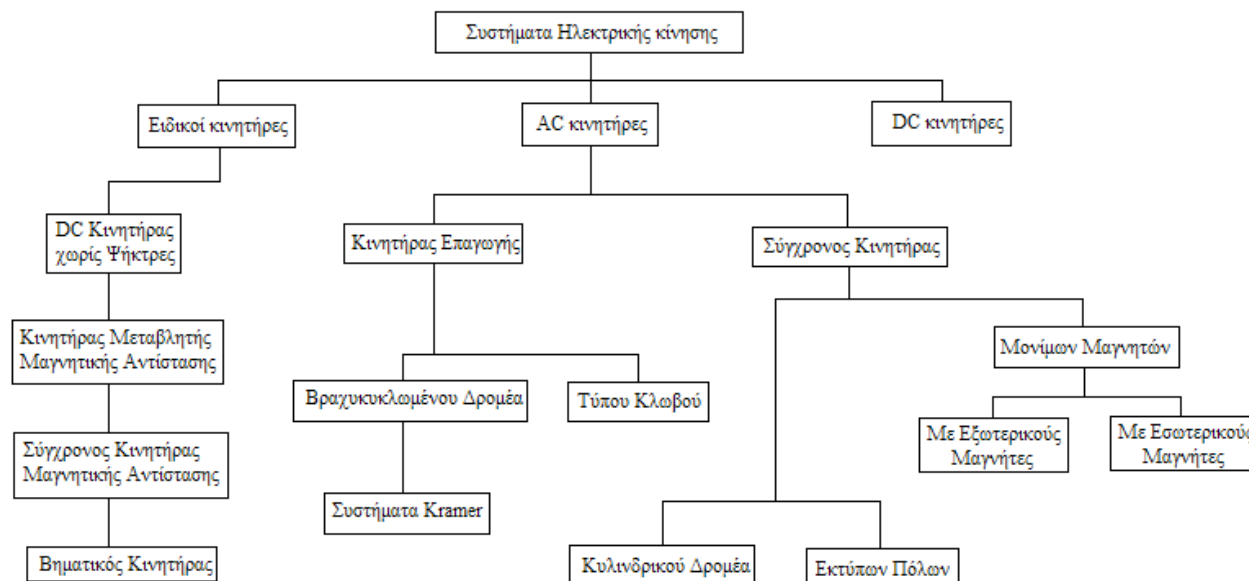 Συστήματα Ηλεκτρικής κίνησης
Ειδικοί κινητήρες
AC κινητήρες
DC κινητήρες
DC Κινητήρας
χωρίς Ψήκτρες
Κινητήρας Επαγωγής
Σύγχρονος Κινητήρας
Κινητήρας Μεταβλητής
Μαγνητικής Αντίστασης
Μονίμων Μαγνητών
Βραχυκυκλωμένου Δρομέα
Τύπου Κλωβού
Με Εξωτερικούς
Μαγνήτες
Με Εσωτερικούς
Μαγνήτες
Σύγχρονος Κινητήρας
Μαγνητικής Αντίστασης
Συστήματα Kramer
Βηματικός Κινητήρας
Κυλινδρικού Δρομέα
Εκτύπων Πόλων